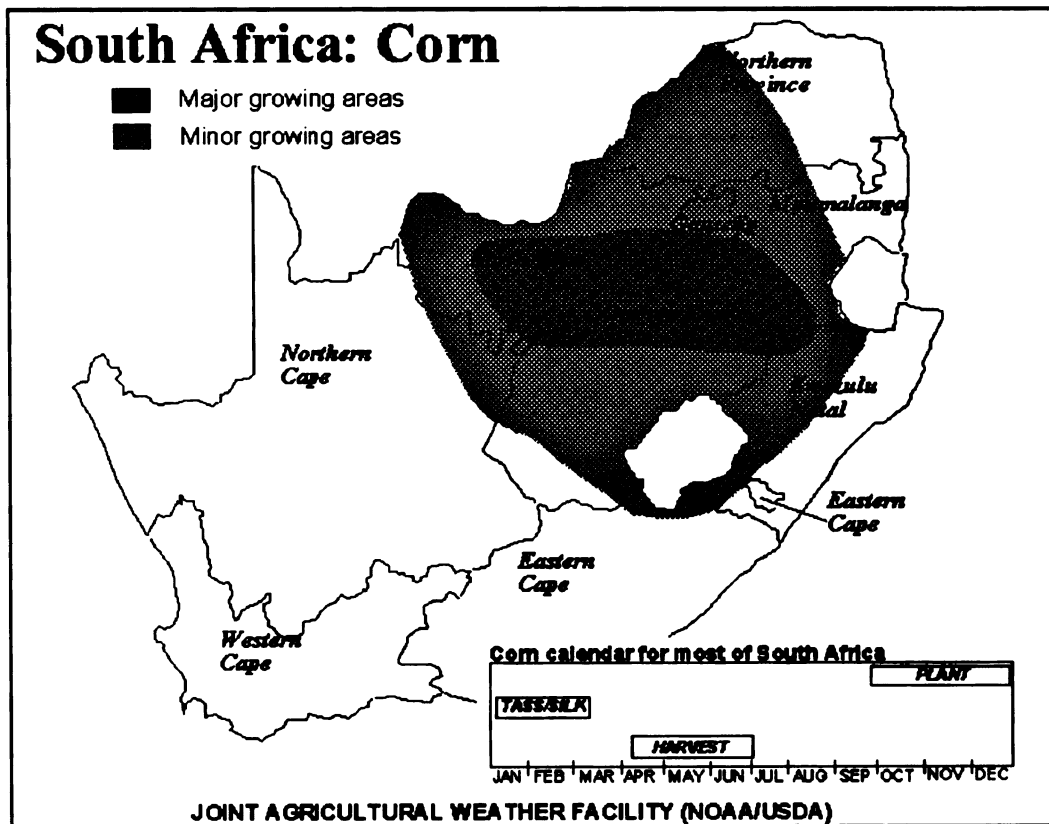 South Africa: Corn
Major growing areas
Minor growing areas
Northern
Cape
Eastern
Cape
Eastern
Cape
Western
Cape
Corn calendar for most of South Africa
PLANT
TASS/SILK
HARVEST
JAN FEB MAR APR MAY JUN JUL AUG SEP OCT NOV DEC
JOINT AGRICULTURAL WEATHER FACILITY (NOAA/USDA)